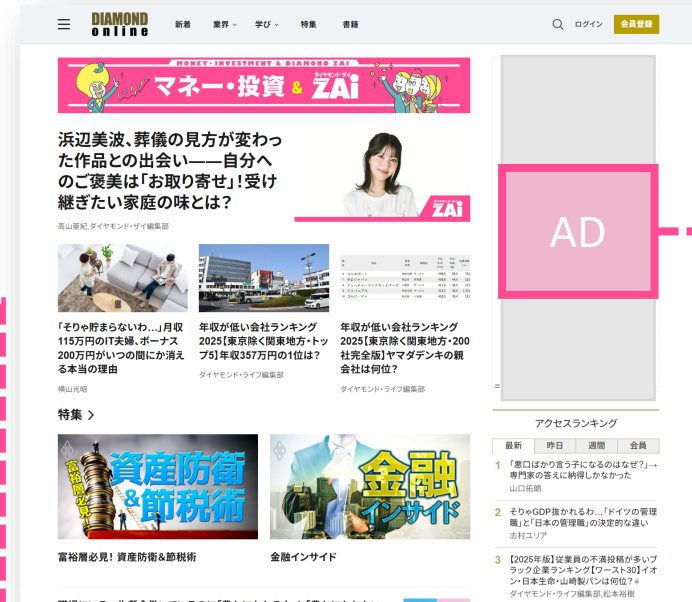 DIAMOND
online
新着
業界
学び
特集
書籍
ログイン
会員登録
MONEY・INVESTMENT & DIAMOND ZAI
マネー・投資 & ダイヤモンド・ザイ ZAi
浜辺美波、葬儀の見方が変わっ
た作品との出会い——自分へ
のご褒美は「お取り寄せ」！受け
継ぎたい家庭の味とは？
高山亜紀,ダイヤモンド・ザイ編集部
ZAi
「そりゃ貯まらないわ…」月収
115万円のIT夫婦、ボーナス
200万円がいつの間にか消え
る本当の理由
横山光昭
年収が低い会社ランキング
2025【東京除く関東地方・トッ
プ5】年収357万円の1位は？
ダイヤモンド・ライフ編集部
年収が低い会社ランキング
2025【東京除く関東地方・200
社完全版】ヤマダデンキの親
会社は何位？
ダイヤモンド・ライフ編集部
特集
富裕層必見！
資産防衛
&節税術
富裕層必見！ 資産防衛&節税術
金融
インサイド
金融インサイド
AD
アクセスランキング
最新
昨日
週間
会員
1 「悪口ばかり言う子になるのはなぜ？」→
専門家の答えに納得しかなかった
山口拓朗
2 そりゃGDP抜かれるわ…「ドイツの管理
職」と「日本の管理職」の決定的な違い
志村ユリア
3 【2025年版】従業員の不満投稿が多いブ
ラック企業ランキング【ワースト30】イオ
ン・日本生命・山崎製パンは何位？
ダイヤモンド・ライフ編集部,松本裕樹